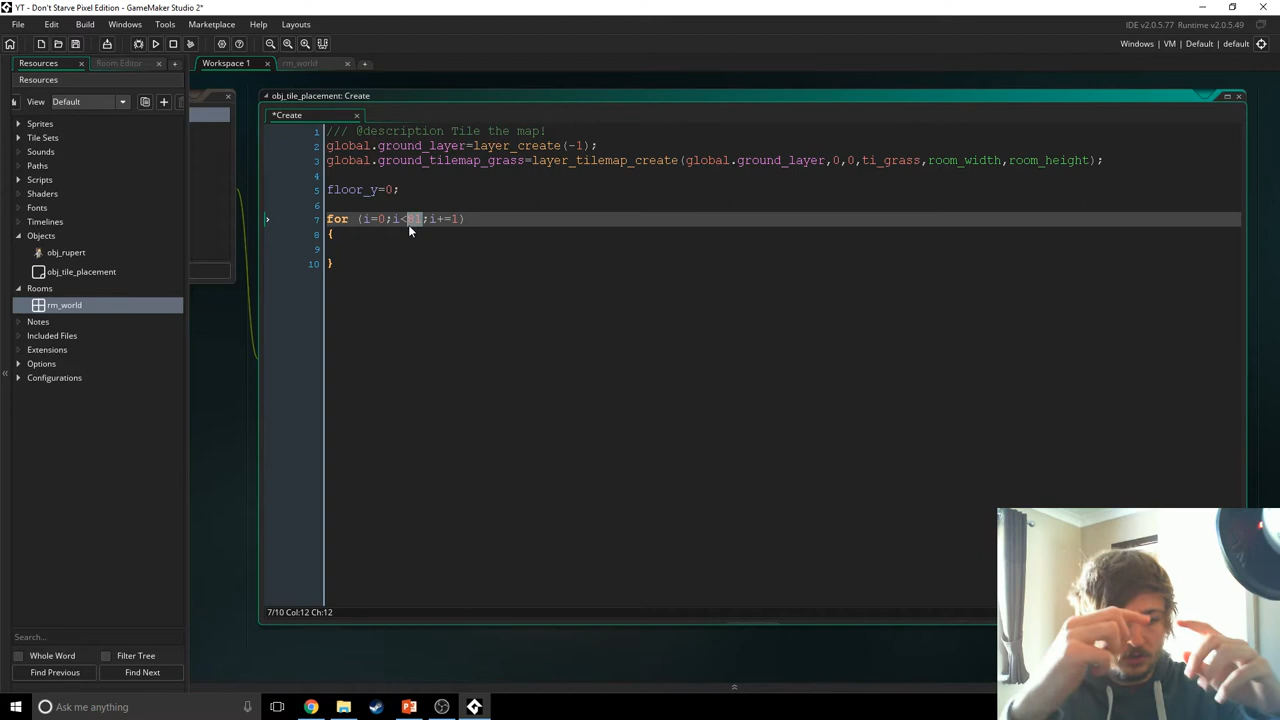 YT - Don't Starve Pixel Edition - GameMaker Studio 2*
File Edit Build Windows Tools Marketplace Help Layouts
IDE v2.0.5.77 Runtime v2.0.5.49
Windows | VM | Default | default
Resources Room Editor Workspace 1 rm_world
Resources
View Default
obj_tile_placement: Create
*Create
Sprites
Tile Sets
Sounds
Paths
Scripts
Shaders
Fonts
Timelines
Objects
obj_rupert
obj_tile_placement
Rooms
rm_world
Notes
Included Files
Extensions
Options
Configurations
1 /// @description Tile the map!
2 global.ground_layer=layer_create(-1);
3 global.ground_tilemap_grass=layer_tilemap_create(global.ground_layer,0,0,ti_grass,room_width,room_height);
4
5 floor_y=0;
6
7 for (i=0;i<81;i+=1)
8 {
9
10 }
7/10 Col:12 Ch:12
Search...
Whole Word Filter Tree
Find Previous Find Next
Ask me anything